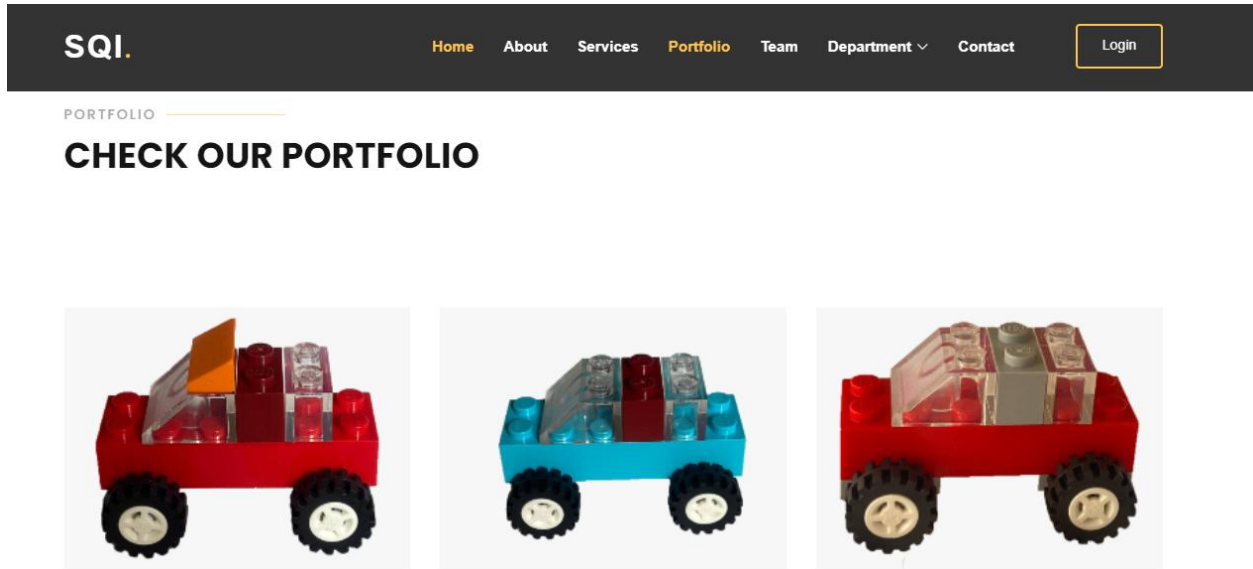 SQI.
Home About Services Portfolio Team Department Contact Login
PORTFOLIO
CHECK OUR PORTFOLIO